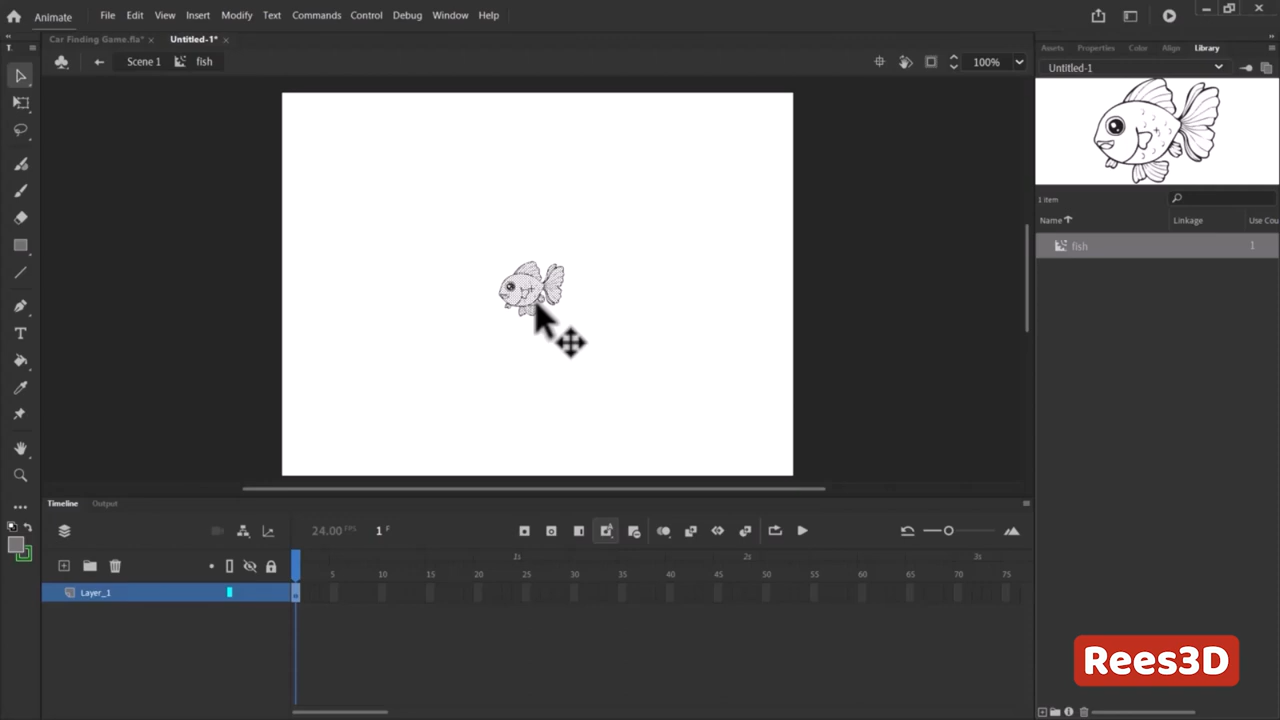 Animate File Edit View Insert Modify Text Commands Control Debug Window Help
Car Finding Game.fla* × Untitled-1* ×
Scene 1 fish 100%
T.
Assets Properties Color Align Library
Untitled-1
1 item
Name Linkage Use Cou
fish 1
Timeline Output
24.00 FPS 1 F
1s 2s 3s
5 10 15 20 25 30 35 40 45 50 55 60 65 70 75
Layer_1
Rees3D